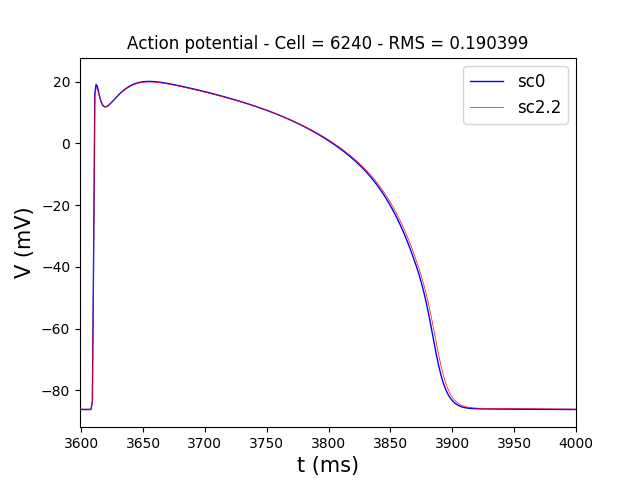 Action potential - Cell = 6240 - RMS = 0.190399
sc0
sc2.2
V (mV)
20
0
−20
−40
−60
−80
3600 3650 3700 3750 3800 3850 3900 3950 4000
t (ms)